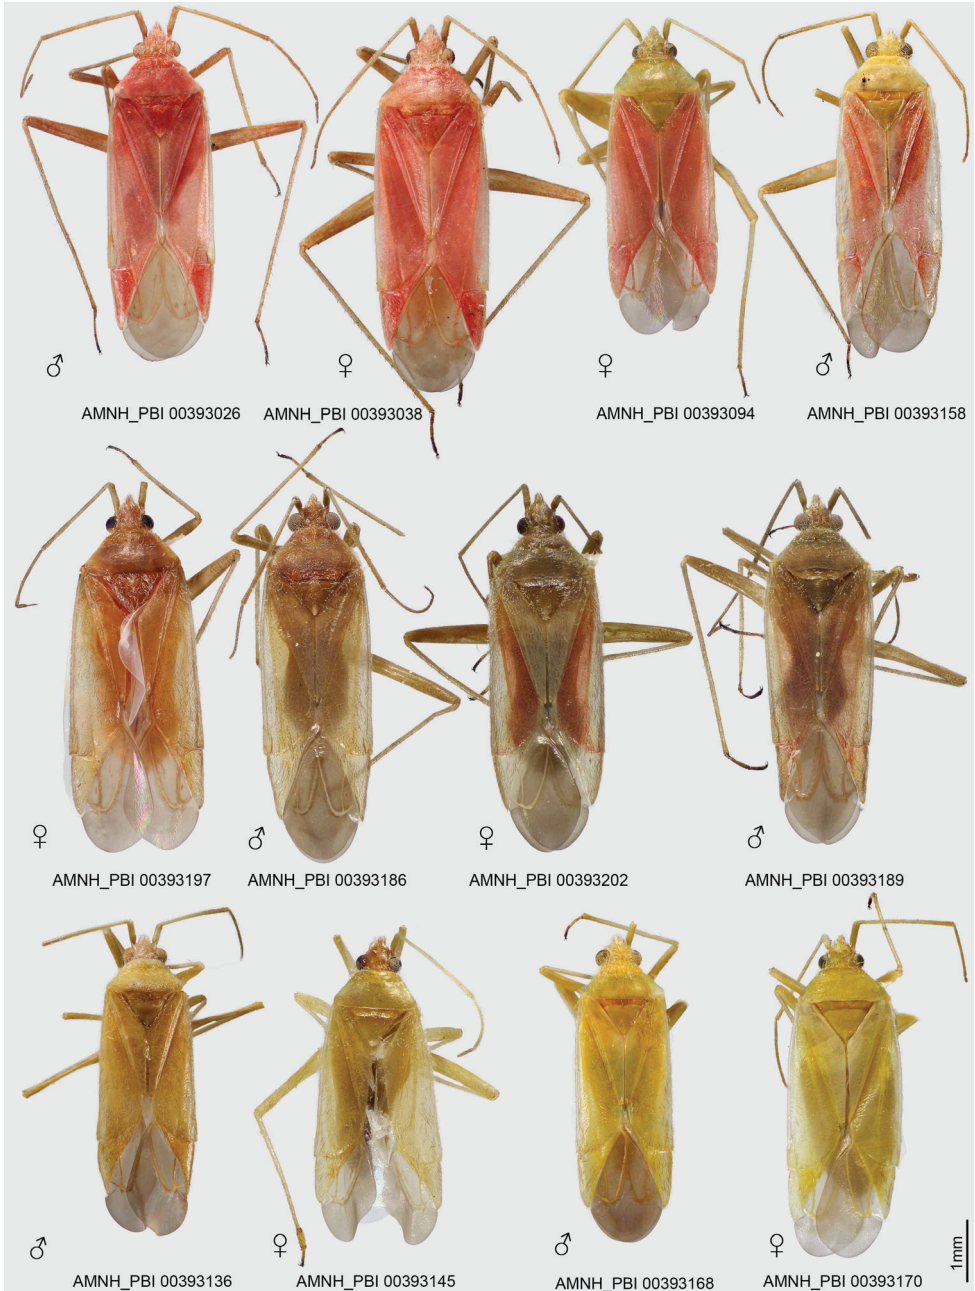 ♂ ♀ ♀ ♂
AMNH_PBI 00393026 AMNH_PBI 00393038 AMNH_PBI 00393094 AMNH_PBI 00393158
♀ ♂ ♀ ♂
AMNH_PBI 00393197 AMNH_PBI 00393186 AMNH_PBI 00393202 AMNH_PBI 00393189
♂ ♀ ♂ ♀
1mm
AMNH_PBI 00393136 AMNH_PBI 00393145 AMNH_PBI 00393168 AMNH_PBI 00393170